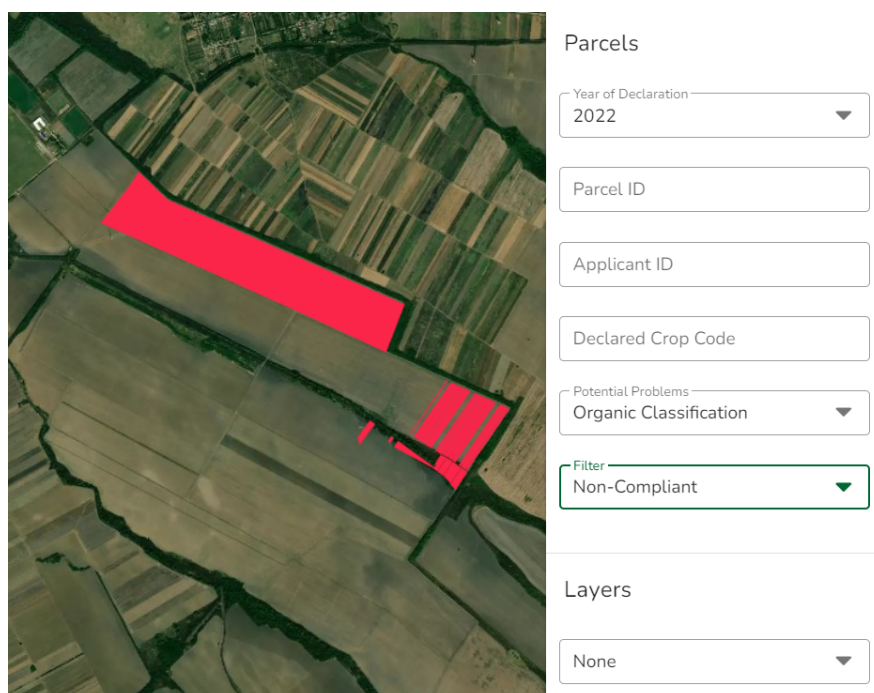 Parcels
Year of Declaration
2022
Parcel ID
Applicant ID
Declared Crop Code
Potential Problems
Organic Classification
Filter
Non-Compliant
Layers
None